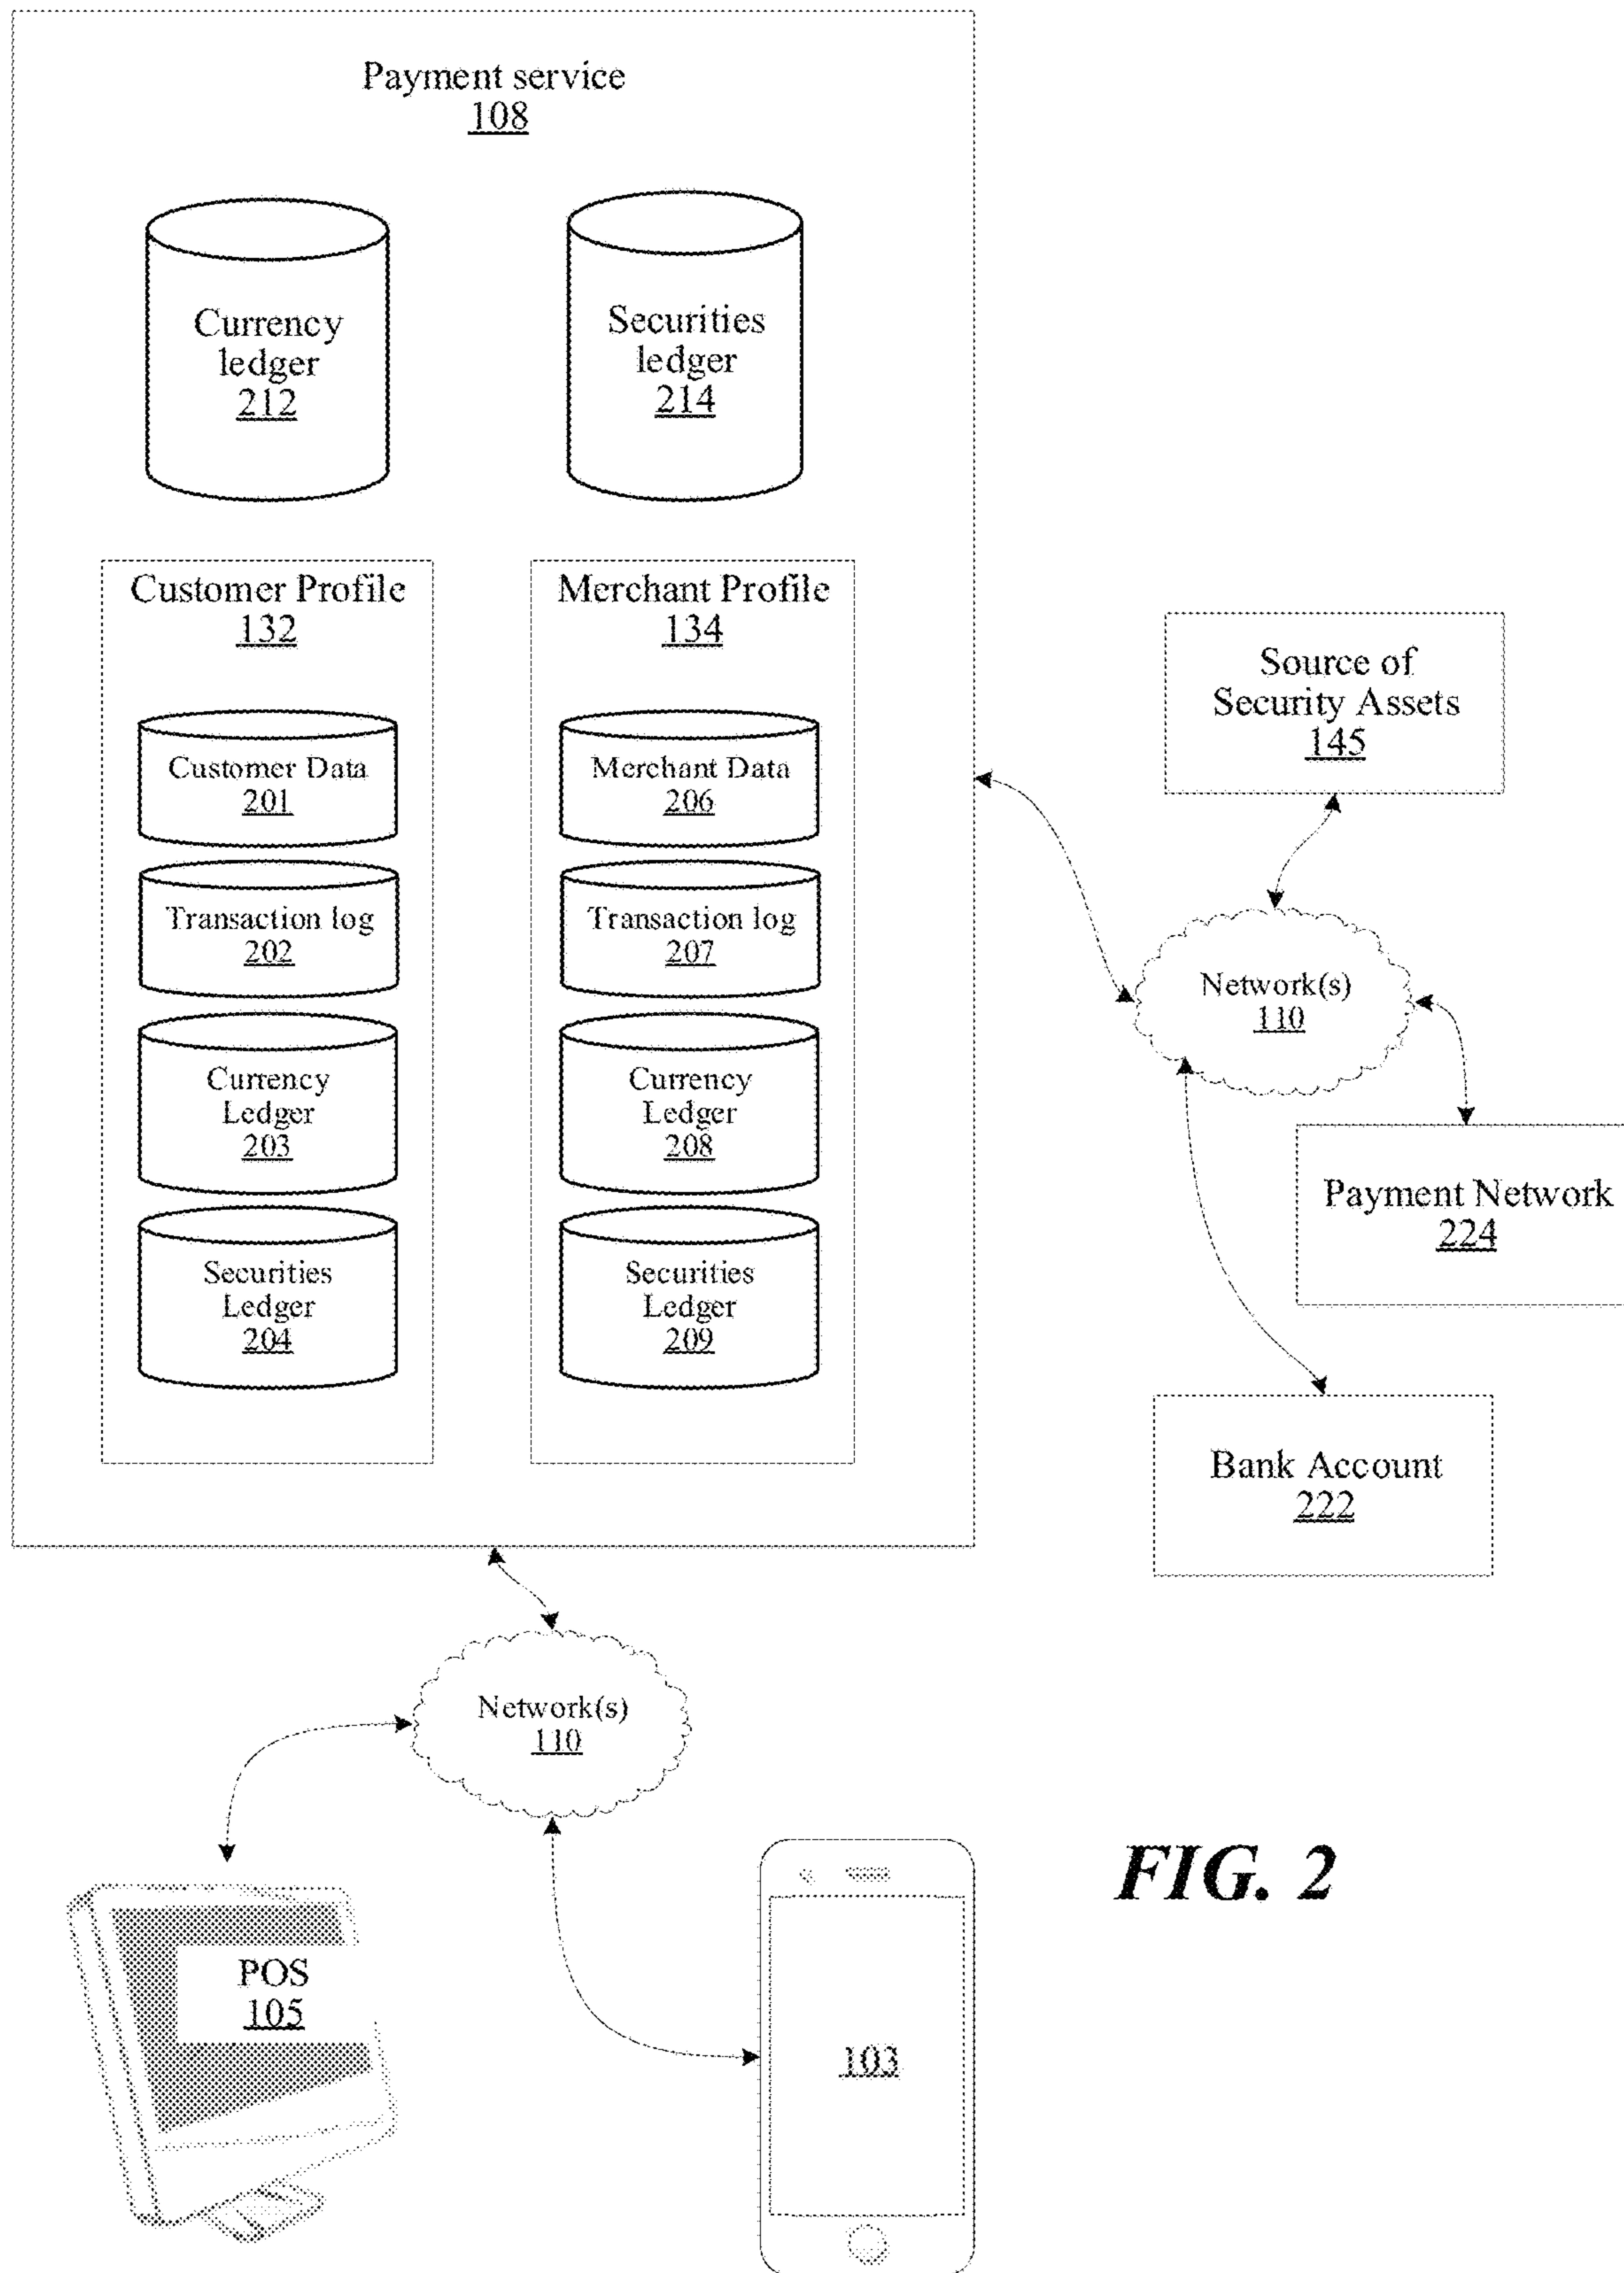 Payment service
108
Currency
ledger
212
Securities
ledger
214
Customer Profile
132
Customer Data
201
Transaction log
202
Currency
Ledger
203
Securities
Ledger
204
Merchant Profile
134
Merchant Data
206
Transaction log
207
Currency
Ledger
208
Securities
Ledger
209
Source of
Security Assets
145
Network(s)
110
Payment Network
224
Bank Account
222
Network(s)
110
POS
105
103
FIG. 2